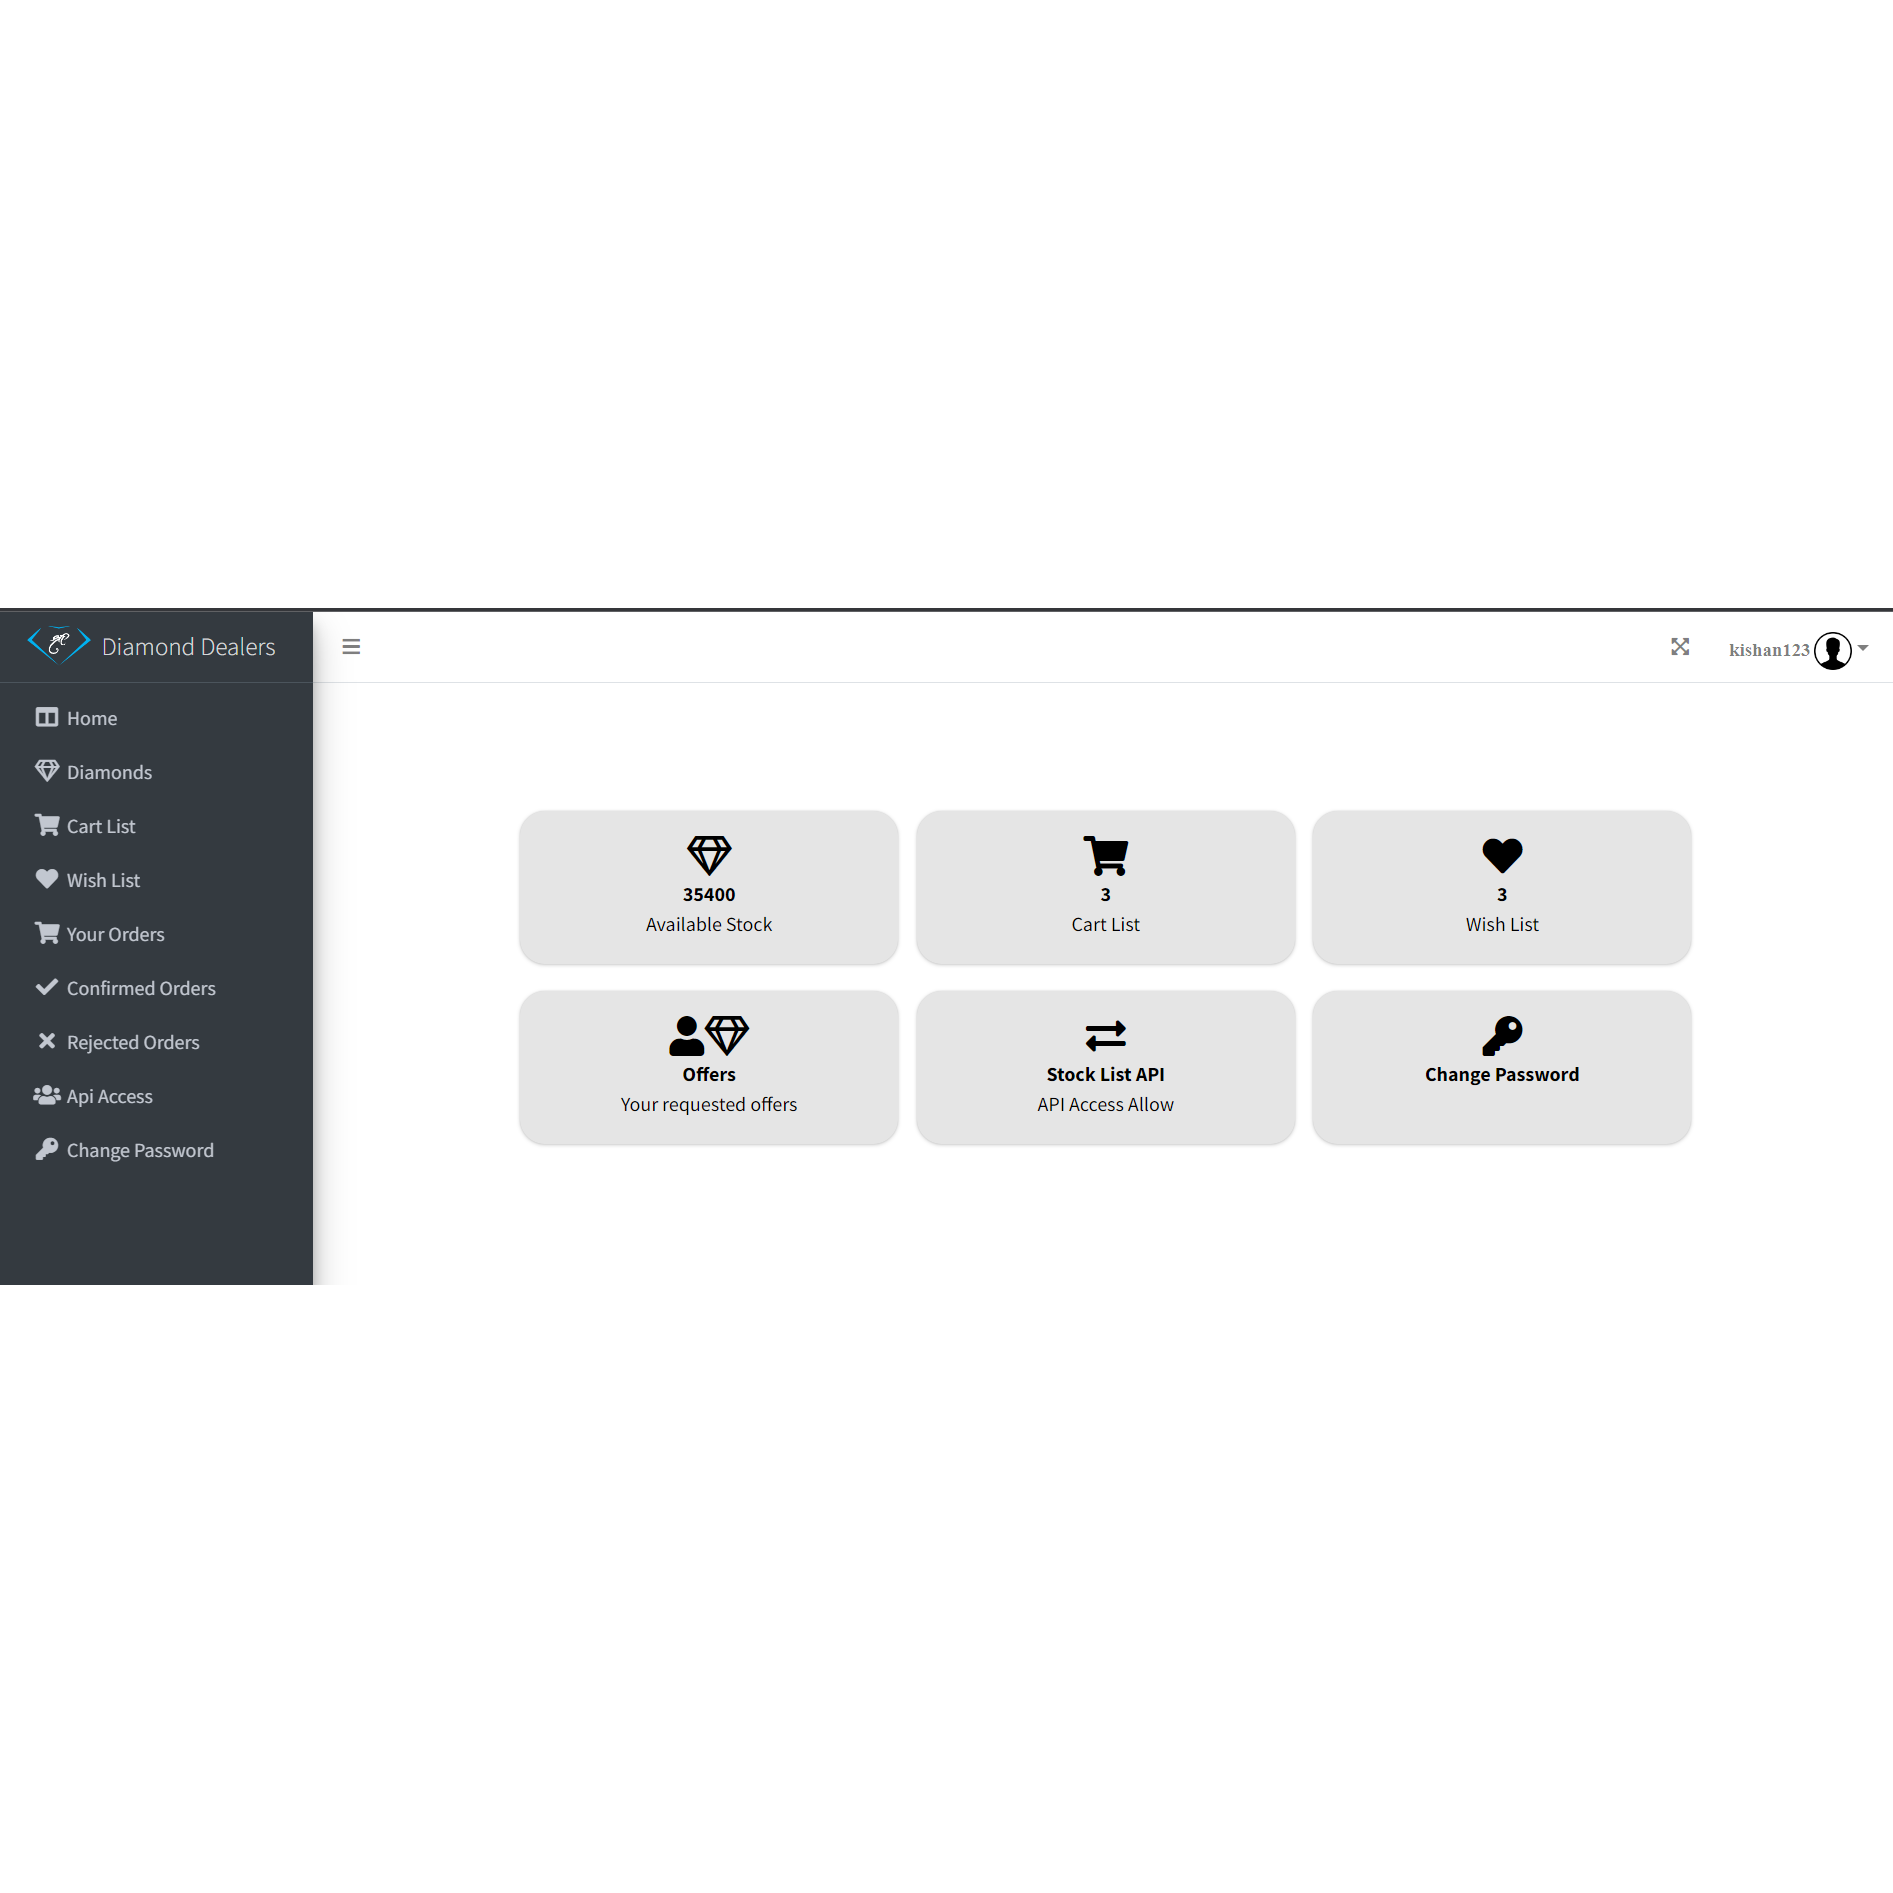 Diamond Dealers
kishan123
Home
Diamonds
Cart List
Wish List
Your Orders
Confirmed Orders
Rejected Orders
Api Access
Change Password
35400
Available Stock
3
Cart List
3
Wish List
Offers
Your requested offers
Stock List API
API Access Allow
Change Password